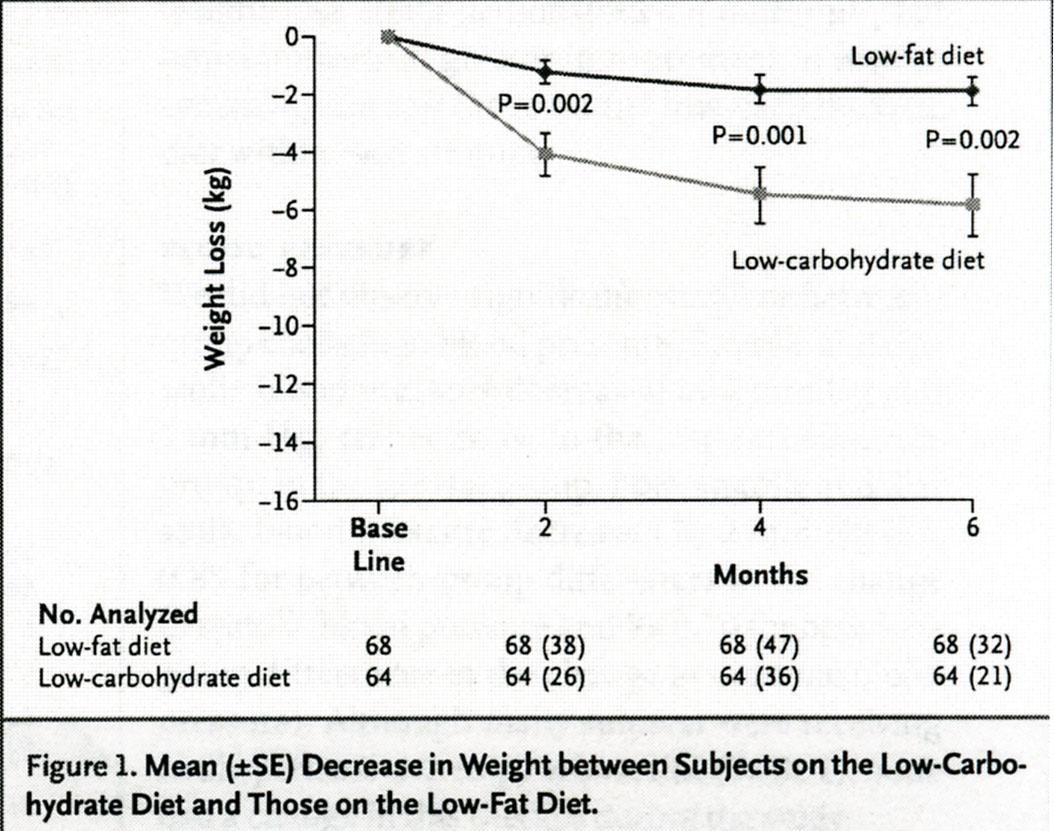 0
Low-fat diet
−2
P=0.002
P=0.001
P=0.002
−4
−6
Low-carbohydrate diet
−8
−10
−12
−14
−16
Weight Loss (kg)
Base Line
2
4
6
Months
No. Analyzed
Low-fat diet 68 68 (38) 68 (47) 68 (32)
Low-carbohydrate diet 64 64 (26) 64 (36) 64 (21)
Figure 1. Mean (±SE) Decrease in Weight between Subjects on the Low-Carbo-
hydrate Diet and Those on the Low-Fat Diet.